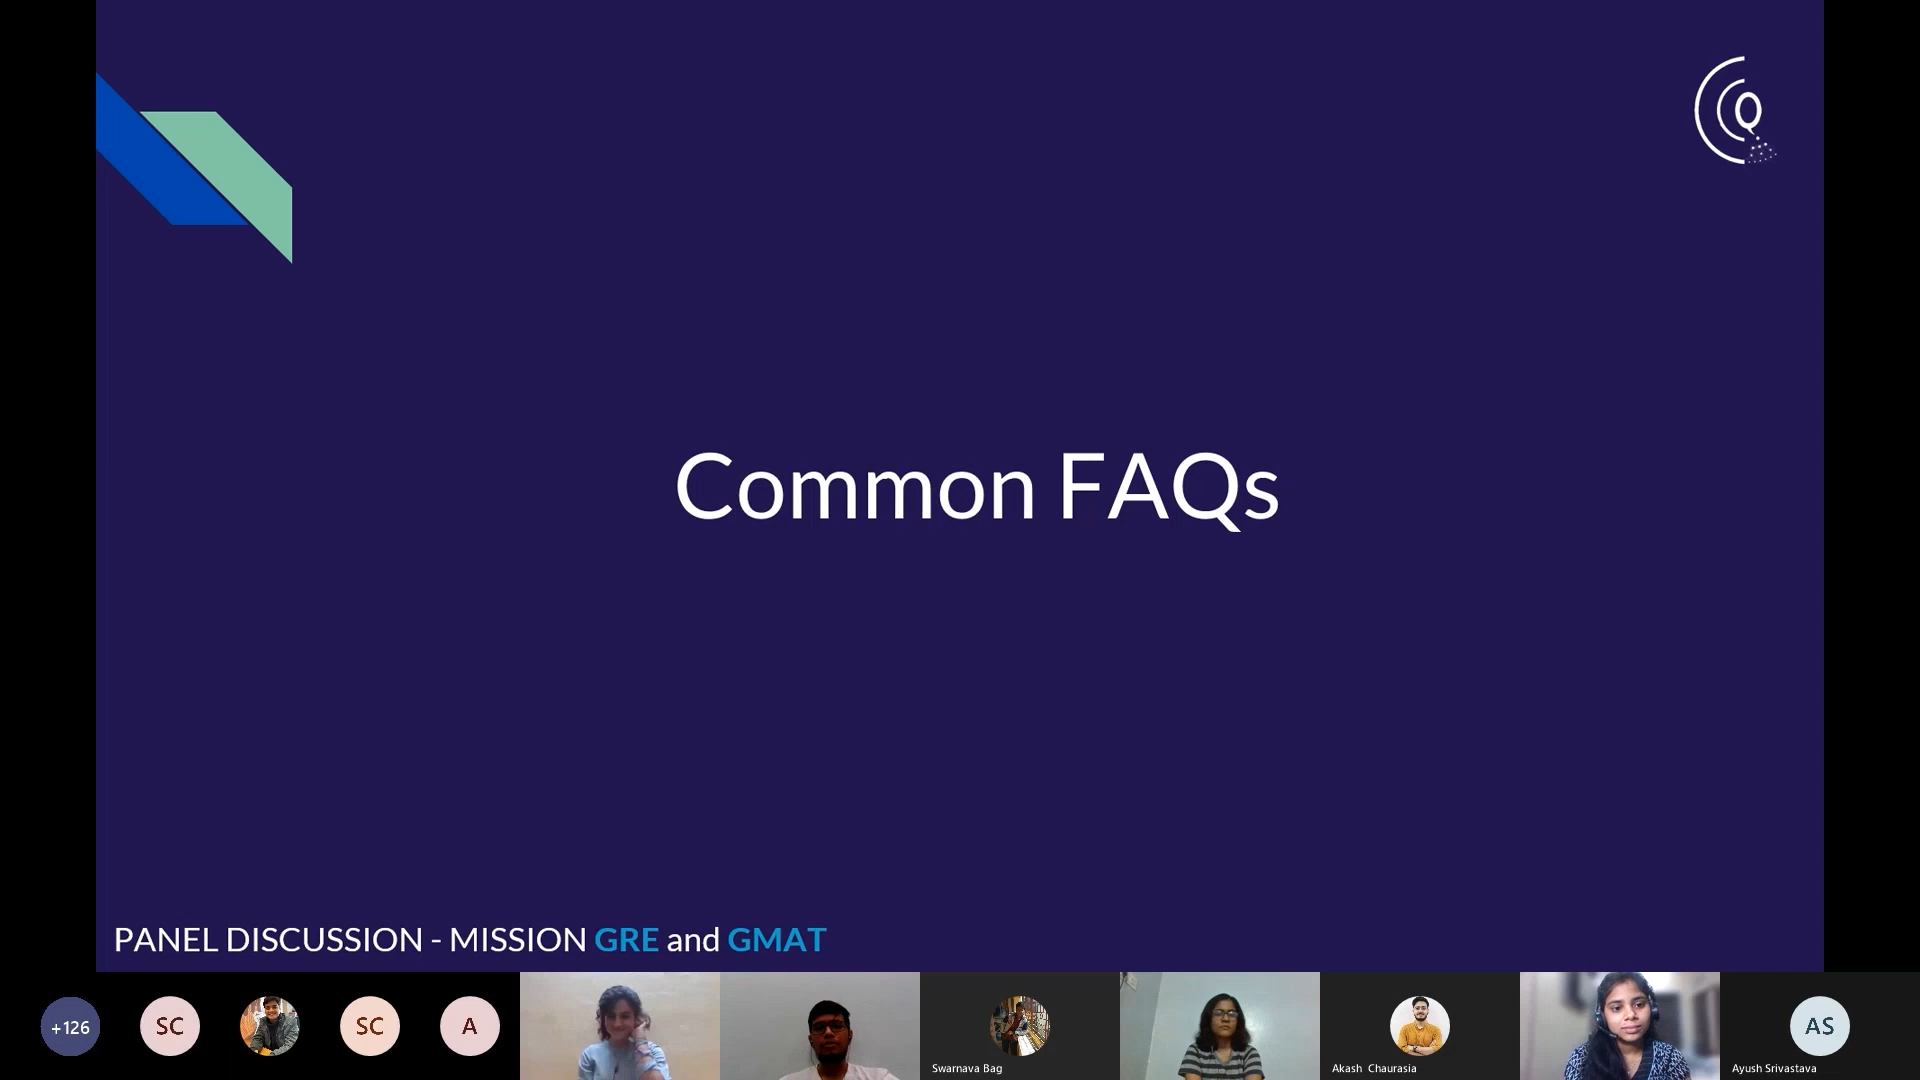 Q
Common FAQs
PANEL DISCUSSION - MISSION GRE and GMAT
+126
SC
SC
A
Swarnava Bag
Akash Chaurasia
AS
Ayush Srivastava